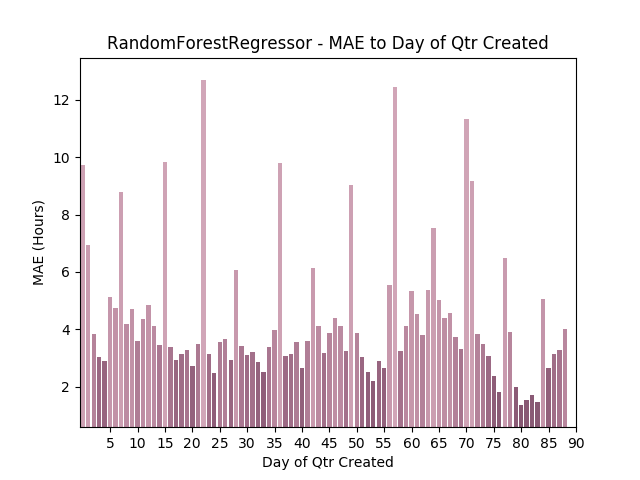 RandomForestRegressor - MAE to Day of Qtr Created
12
10
8
6
4
2
MAE (Hours)
5 10 15 20 25 30 35 40 45 50 55 60 65 70 75 80 85 90
Day of Qtr Created